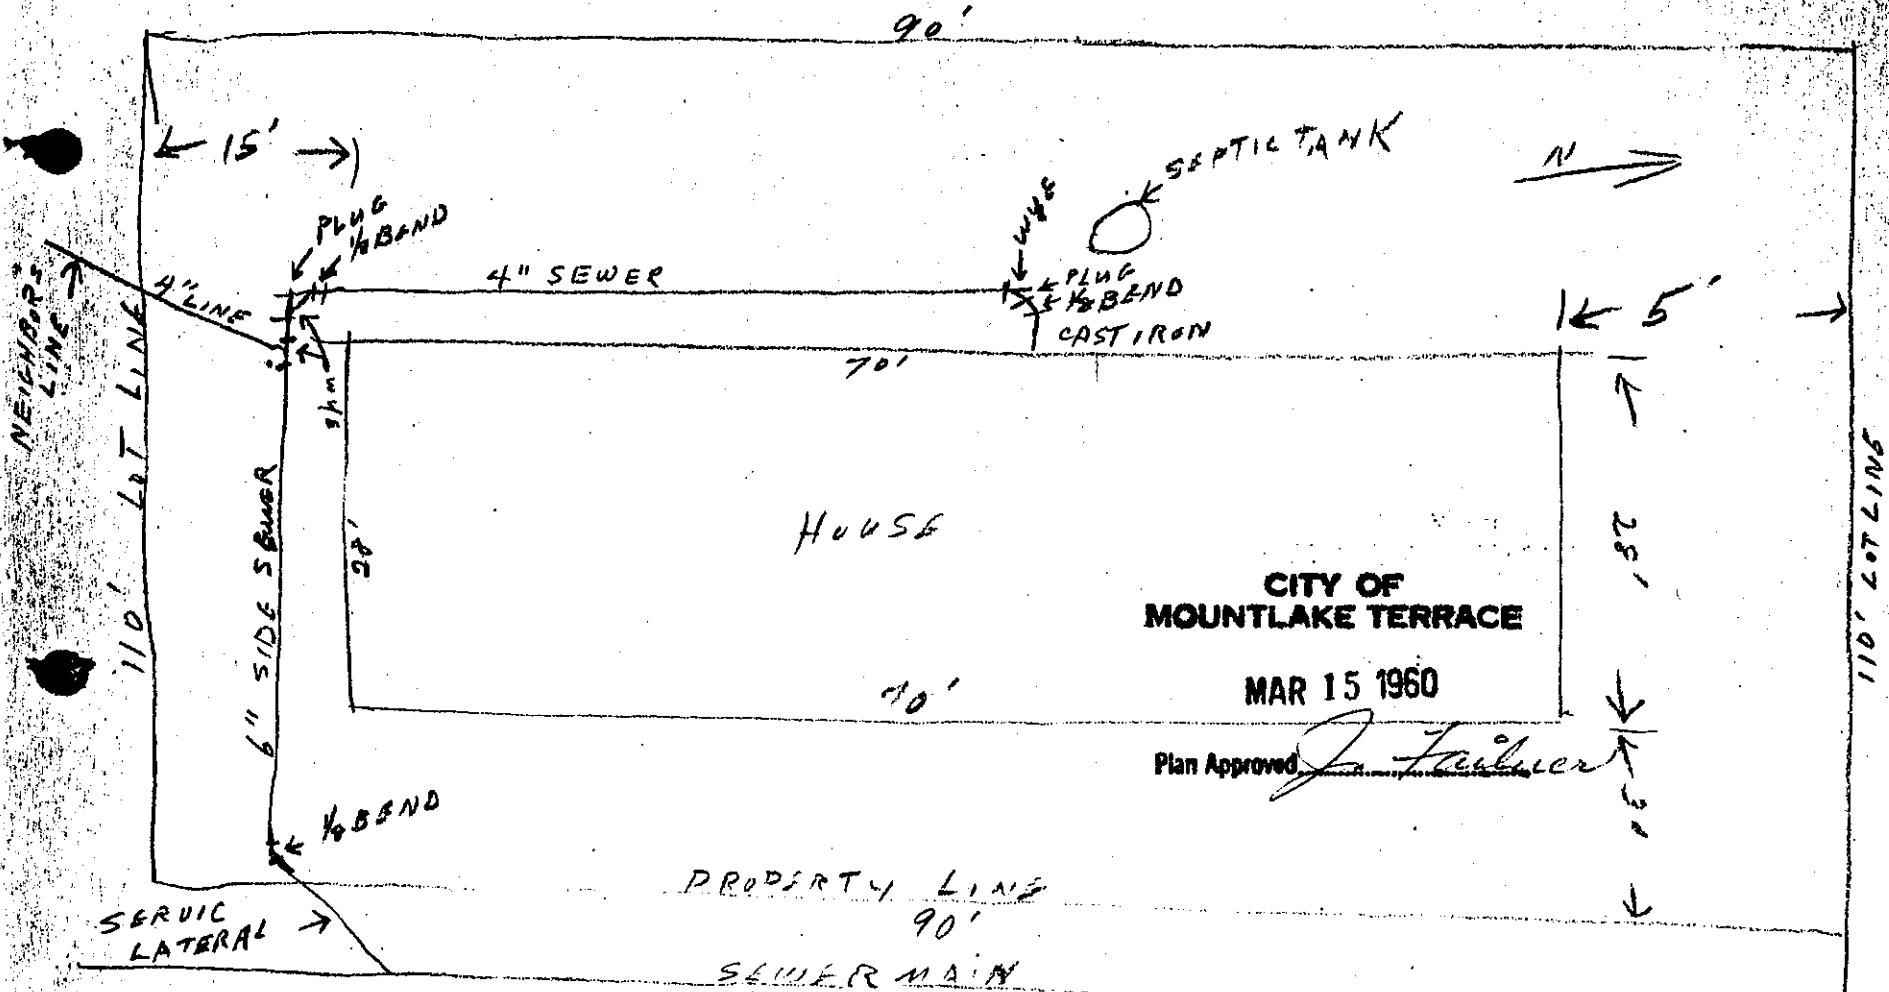 90'
15'
N
SEPTIC TANK
PLUG
1/8 BEND
WYE
4" SEWER
PLUG
1/8 BEND
CAST IRON
NEIGHBORS
LINE
4" LINE
5'
WYE
70'
110' LOT LINE
6" SIDE SEWER
28'
HOUSE
28'
110' LOT LINE
CITY OF
MOUNTLAKE TERRACE
MAR 15 1960
70'
Plan Approved
1/8 BEND
PROPERTY LINE
90'
SERVIC
LATERAL
SEWER MAIN